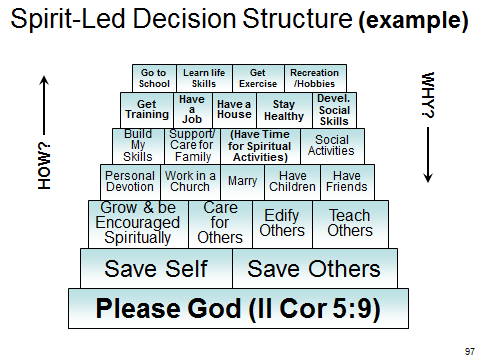 Spirit-Led Decision Structure (example)
HOW?
WHY?
Go to
School
Learn life
Skills
Get
Exercise
Recreation
/Hobbies
Get
Training
Have
a
Job
Have a
House
Stay
Healthy
Devel.
Social
Skills
Build
My
Skills
Support/
Care for
Family
(Have Time
for Spiritual
Activities)
Social
Activities
Personal
Devotion
Work in a
Church
Marry
Have
Children
Have
Friends
Grow & be
Encouraged
Spiritually
Care
for
Others
Edify
Others
Teach
Others
Save Self
Save Others
Please God (II Cor 5:9)
97